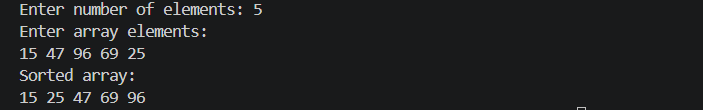 Enter number of elements: 5
Enter array elements:
15 47 96 69 25
Sorted array:
15 25 47 69 96